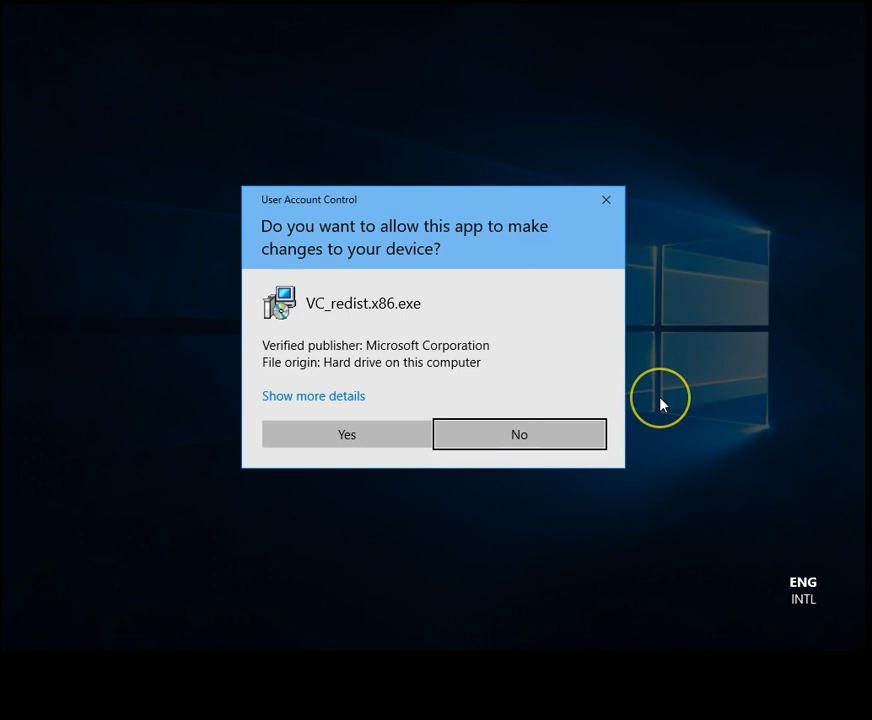 User Account Control
Do you want to allow this app to make
changes to your device?
VC_redist.x86.exe
Verified publisher: Microsoft Corporation
File origin: Hard drive on this computer
Show more details
Yes
No
ENG
INTL